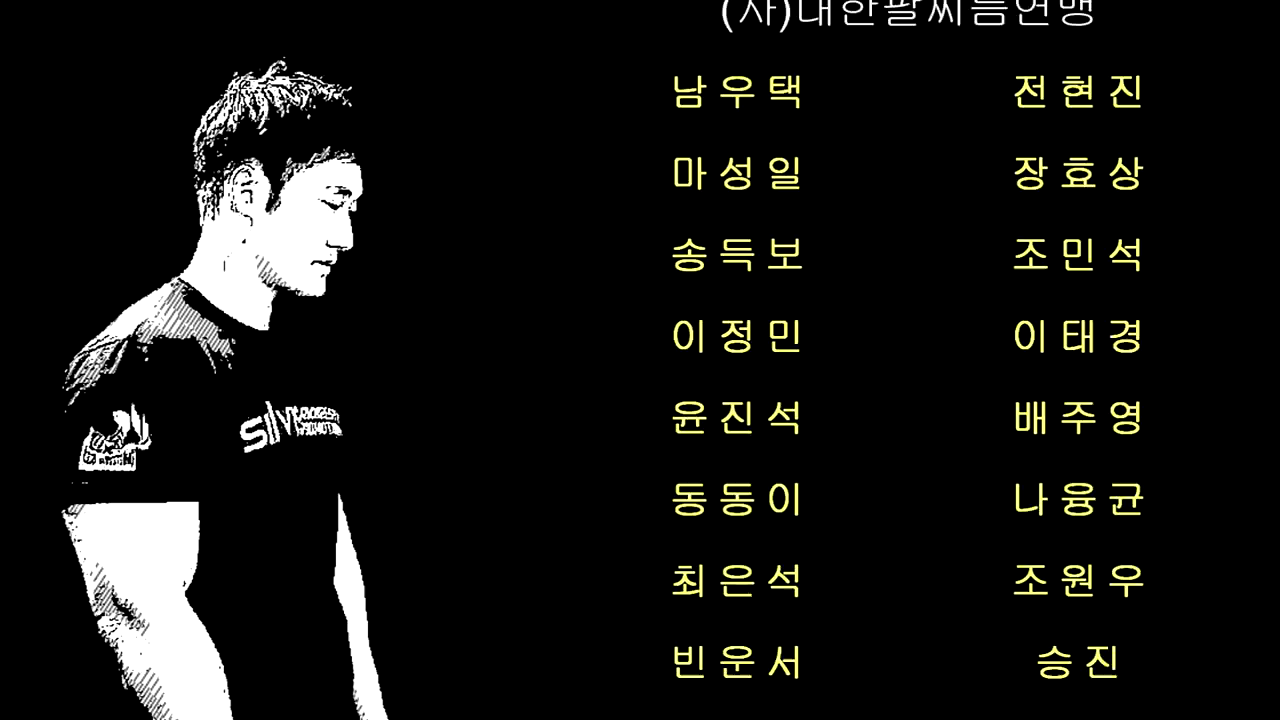 (사)대한팔씨름연맹
남우택 전현진
마성일 장효상
송득보 조민석
이정민 이태경
윤진석 배주영
동동이 나융균
최은석 조원우
빈운서 승진